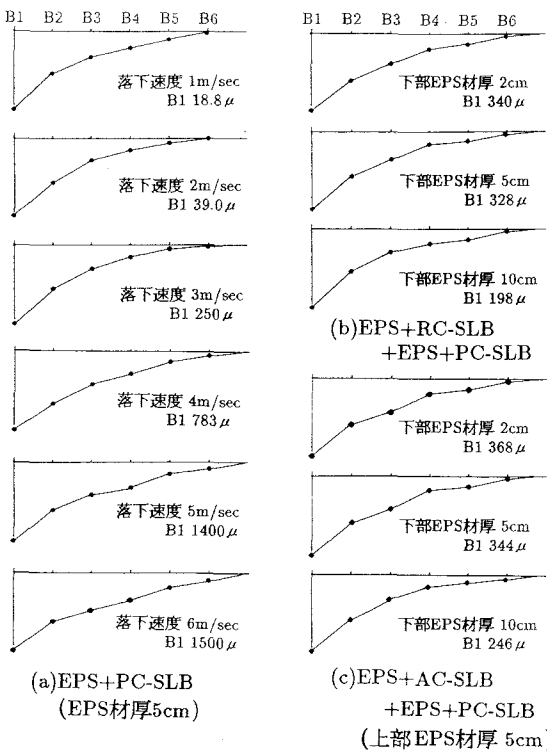 B1 B2 B3 B4 B5 B6
落下速度 1m/sec
B1 18.8μ
落下速度 2m/sec
B1 39.0μ
落下速度 3m/sec
B1 250μ
落下速度 4m/sec
B1 783μ
落下速度 5m/sec
B1 1400μ
落下速度 6m/sec
B1 1500μ
(a)EPS+PC-SLB
(EPS材厚5cm)
B1 B2 B3 B4 B5 B6
下部EPS材厚 2cm
B1 340μ
下部EPS材厚 5cm
B1 328μ
下部EPS材厚 10cm
B1 198μ
(b)EPS+RC-SLB
+EPS+PC-SLB
下部EPS材厚 2cm
B1 368μ
下部EPS材厚 5cm
B1 344μ
下部EPS材厚 10cm
B1 246μ
(c)EPS+AC-SLB
+EPS+PC-SLB
(上部EPS材厚 5cm)